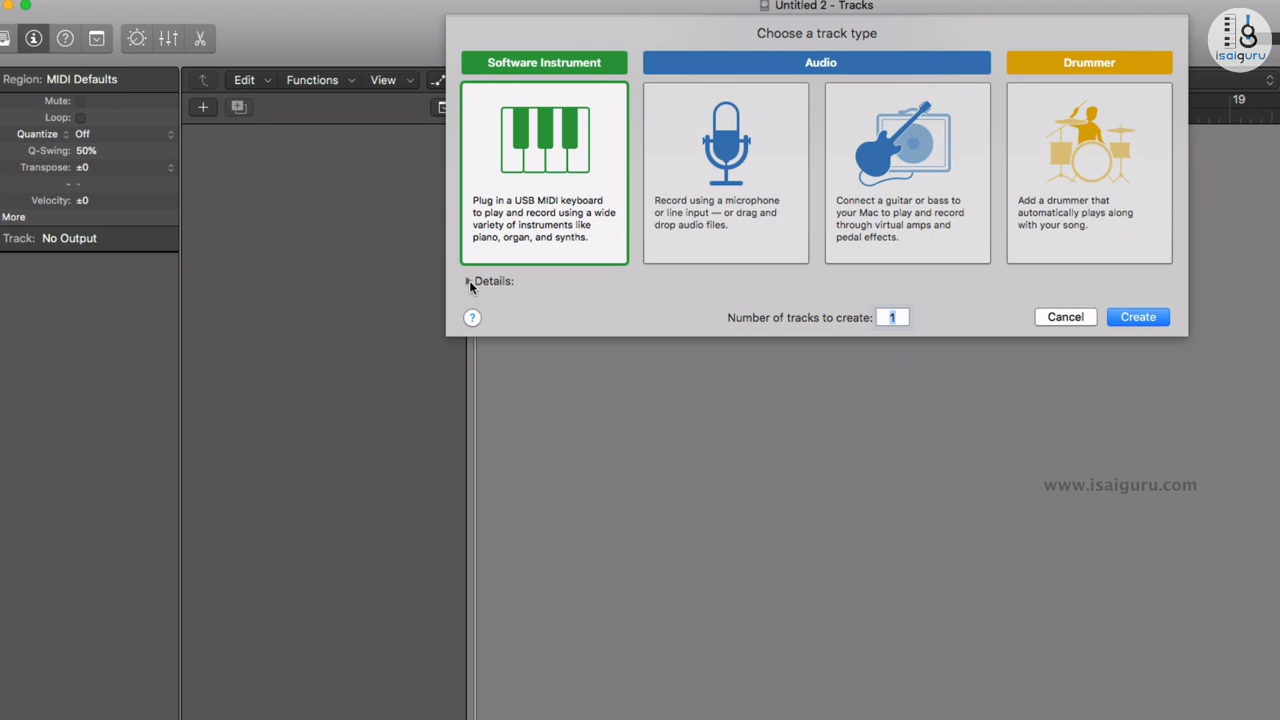 Untitled 2 - Tracks
isaiguru
Region: MIDI Defaults
Mute:
Loop:
Quantize Off
Q-Swing: 50%
Transpose: ±0
- -
Velocity: ±0
More
Track: No Output
Edit
Functions
View
19
Choose a track type
Software Instrument
Audio
Drummer
Plug in a USB MIDI keyboard
to play and record using a wide
variety of instruments like
piano, organ, and synths.
Record using a microphone
or line input — or drag and
drop audio files.
Connect a guitar or bass to
your Mac to play and record
through virtual amps and
pedal effects.
Add a drummer that
automatically plays along
with your song.
Details:
?
Number of tracks to create: 1
Cancel
Create
www.isaiguru.com